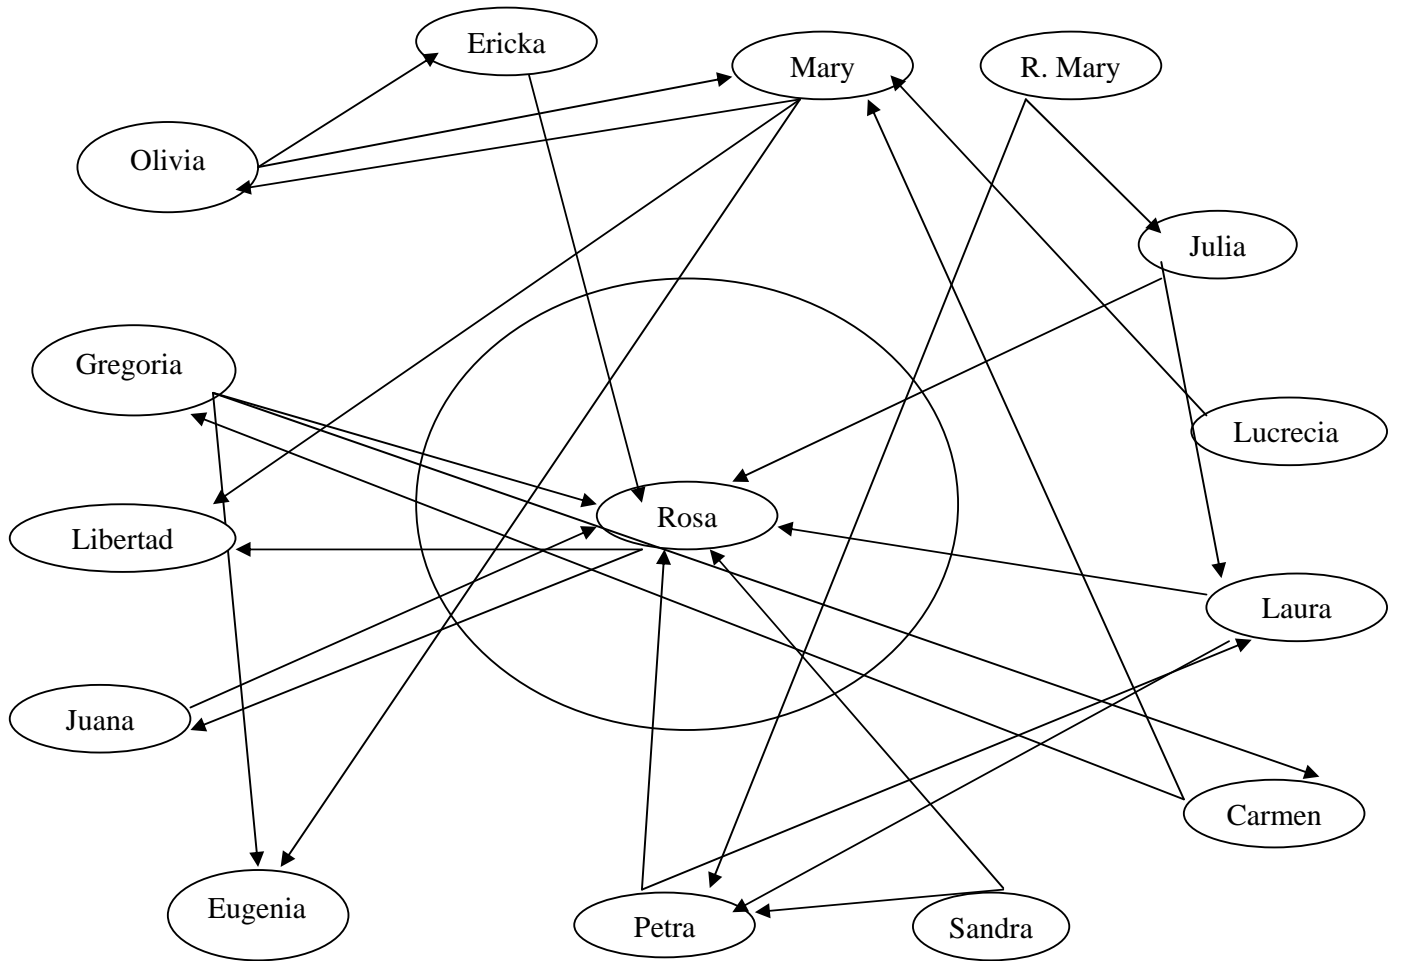 Ericka
Mary
R. Mary
Olivia
Julia
Gregoria
Lucrecia
Rosa
Libertad
Laura
Juana
Carmen
Eugenia
Petra
Sandra